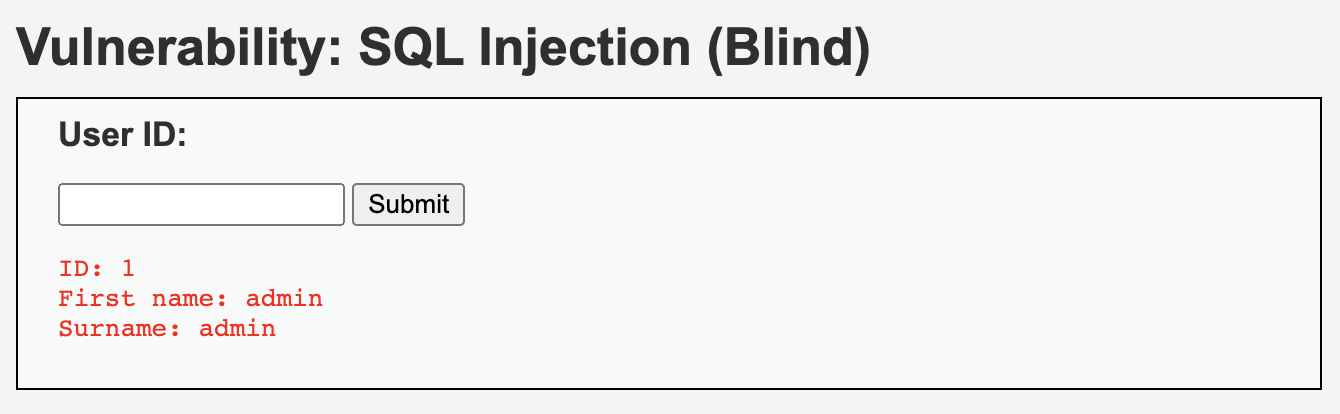 Vulnerability: SQL Injection (Blind)
User ID:
Submit
ID: 1
First name: admin
Surname: admin